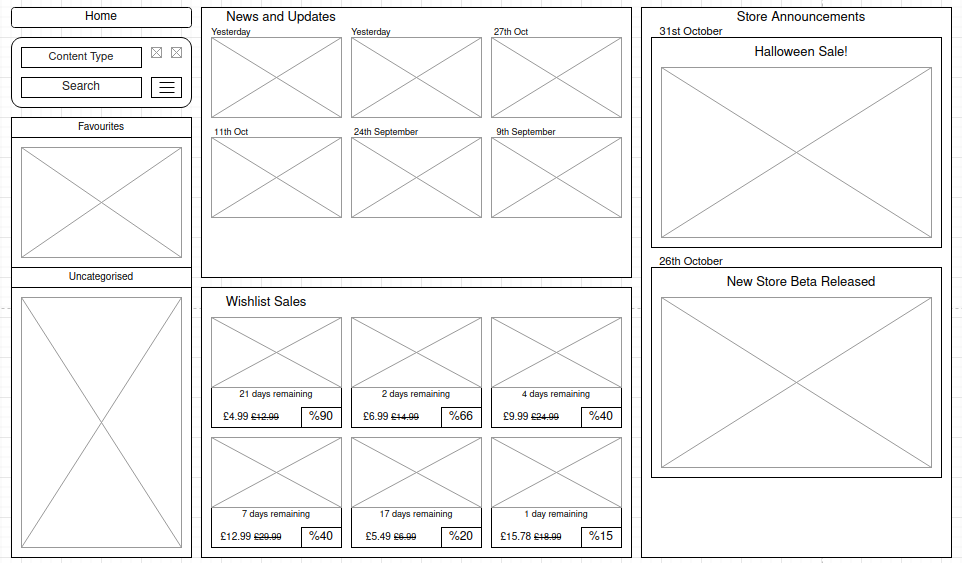 Home
Content Type
Search
Favourites
Uncategorised
News and Updates
Yesterday
Yesterday
27th Oct
11th Oct
24th September
9th September
Wishlist Sales
21 days remaining
£4.99 £12.99 %90
2 days remaining
£6.99 £14.99 %66
4 days remaining
£9.99 £24.99 %40
7 days remaining
£12.99 £29.99 %40
17 days remaining
£5.49 £6.99 %20
1 day remaining
£15.78 £18.99 %15
Store Announcements
31st October
Halloween Sale!
26th October
New Store Beta Released